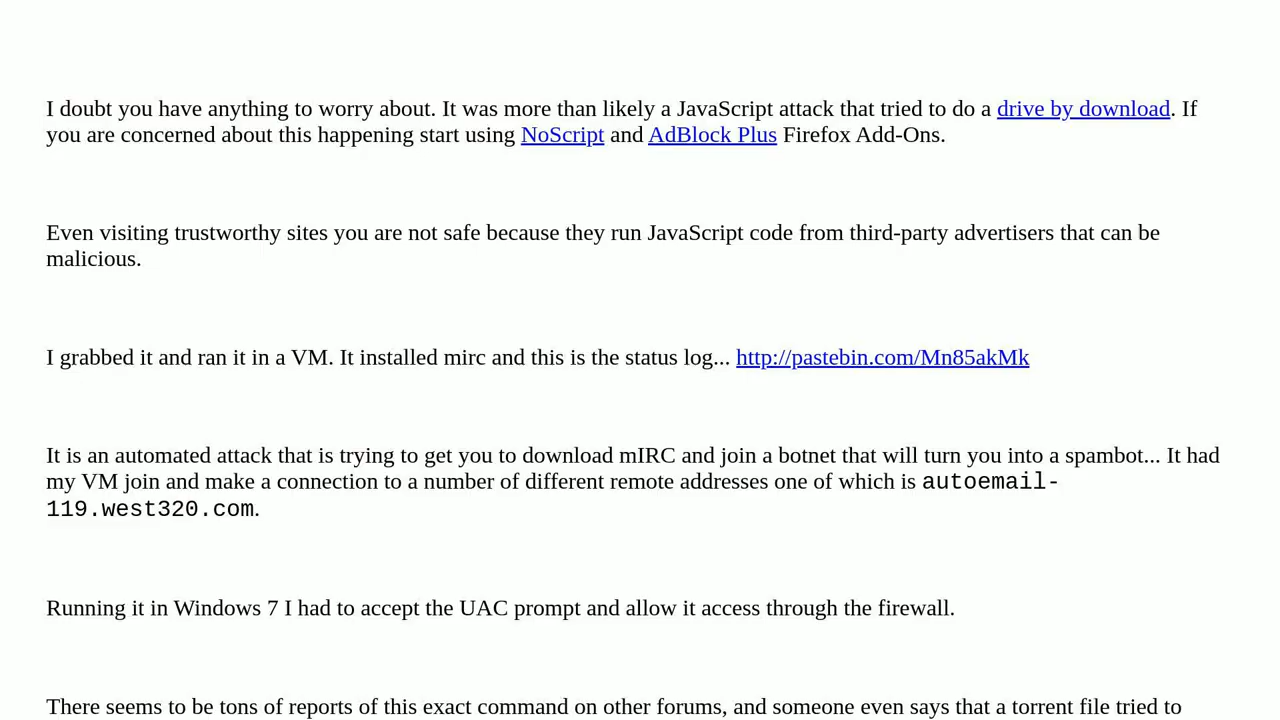 I doubt you have anything to worry about. It was more than likely a JavaScript attack that tried to do a drive by download. If
you are concerned about this happening start using NoScript and AdBlock Plus Firefox Add-Ons.
Even visiting trustworthy sites you are not safe because they run JavaScript code from third-party advertisers that can be
malicious.
I grabbed it and ran it in a VM. It installed mirc and this is the status log... http://pastebin.com/Mn85akMk
It is an automated attack that is trying to get you to download mIRC and join a botnet that will turn you into a spambot... It had
my VM join and make a connection to a number of different remote addresses one of which is autoemail-
119.west320.com.
Running it in Windows 7 I had to accept the UAC prompt and allow it access through the firewall.
There seems to be tons of reports of this exact command on other forums, and someone even says that a torrent file tried to